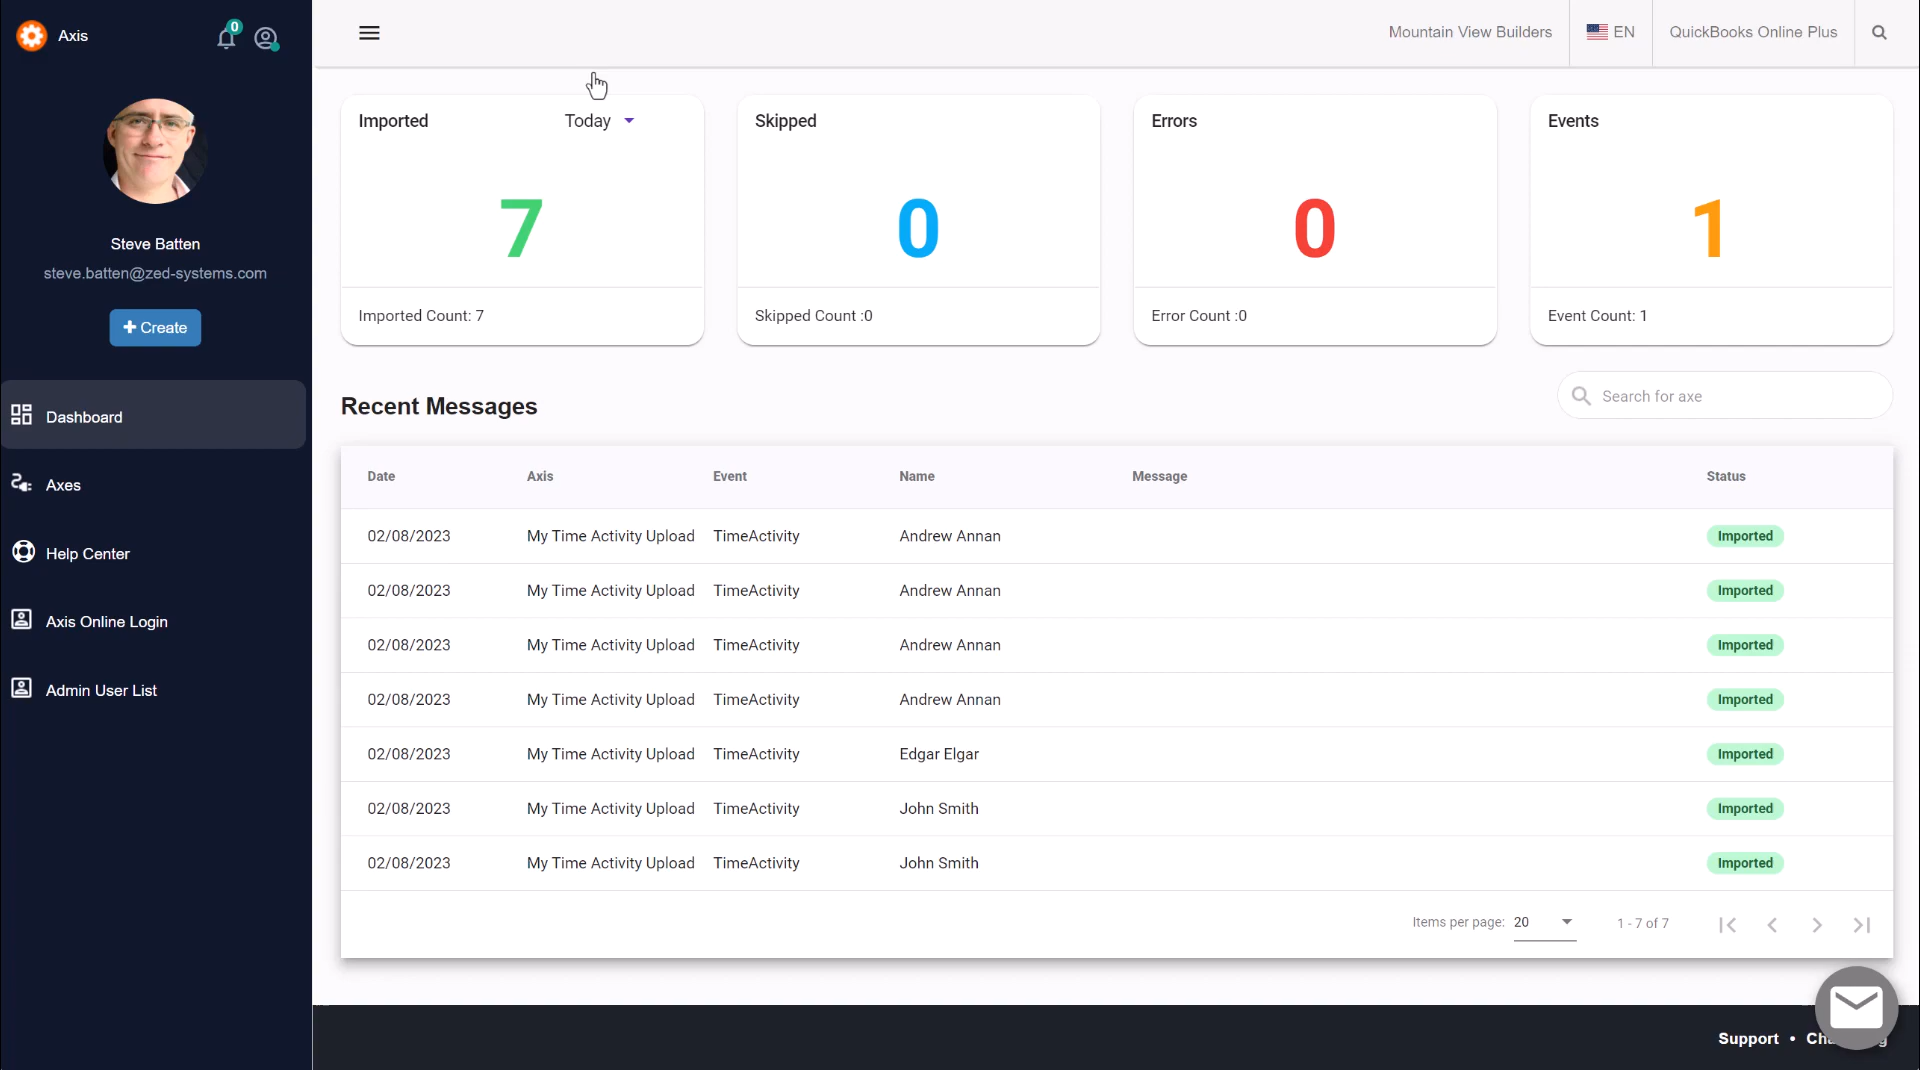 Axis
0
Mountain View Builders
EN
QuickBooks Online Plus
Steve Batten
steve.batten@zed-systems.com
+ Create
Dashboard
Axes
Help Center
Axis Online Login
Admin User List
Imported
Today
7
Imported Count: 7
Skipped
0
Skipped Count :0
Errors
0
Error Count :0
Events
1
Event Count: 1
Recent Messages
Search for axe
Date Axis Event Name Message Status
02/08/2023 My Time Activity Upload TimeActivity Andrew Annan Imported
02/08/2023 My Time Activity Upload TimeActivity Andrew Annan Imported
02/08/2023 My Time Activity Upload TimeActivity Andrew Annan Imported
02/08/2023 My Time Activity Upload TimeActivity Andrew Annan Imported
02/08/2023 My Time Activity Upload TimeActivity Edgar Elgar Imported
02/08/2023 My Time Activity Upload TimeActivity John Smith Imported
02/08/2023 My Time Activity Upload TimeActivity John Smith Imported
Items per page: 20 1 - 7 of 7
Support •